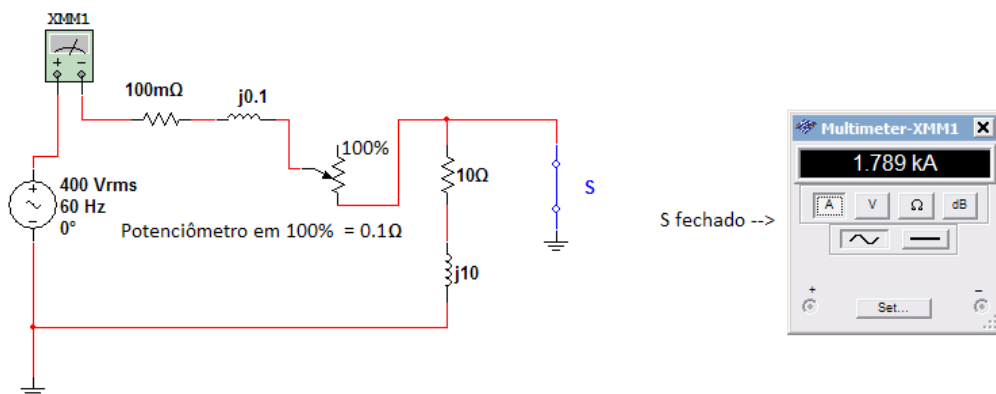 XMM1
+ -
100mΩ
j0.1
100%
10Ω
S
400 Vrms
60 Hz
0°
Potenciômetro em 100% = 0.1Ω
j10
S fechado -->
Multimeter-XMM1 X
1.789 kA
A V Ω dB
+ -
Set...